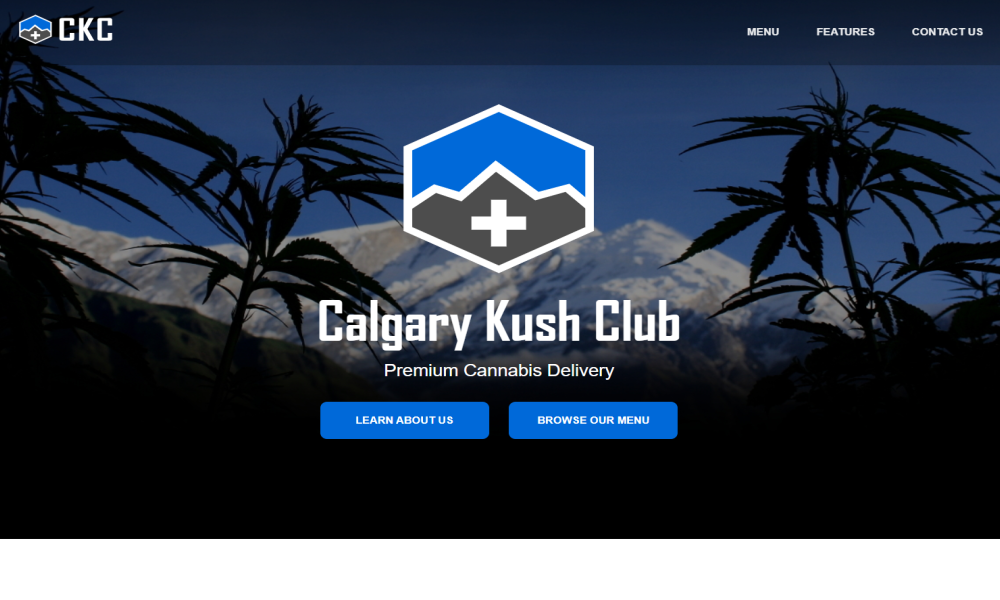 CKC
MENU
FEATURES
CONTACT US
Calgary Kush Club
Premium Cannabis Delivery
LEARN ABOUT US
BROWSE OUR MENU